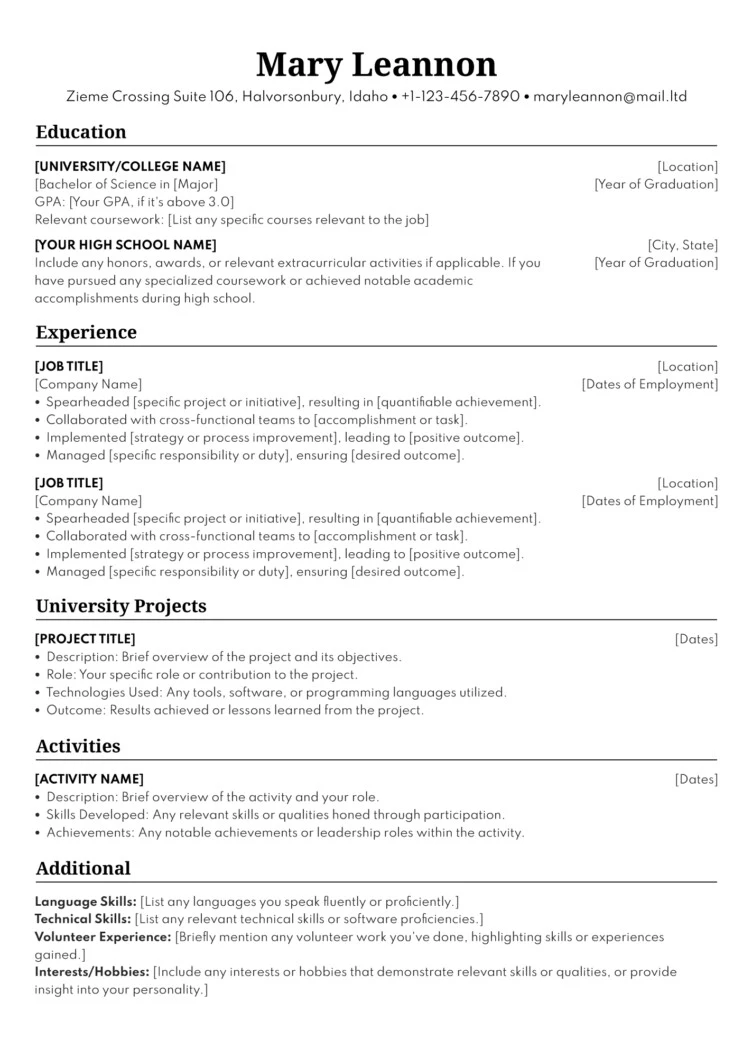 Mary Leannon
Zieme Crossing Suite 106, Halvorsonbury, Idaho • +1-123-456-7890 • maryleannon@mail.ltd
Education
[UNIVERSITY/COLLEGE NAME] [Location]
[Bachelor of Science in [Major] [Year of Graduation]
GPA: [Your GPA, if it's above 3.0]
Relevant coursework: [List any specific courses relevant to the job]
[YOUR HIGH SCHOOL NAME] [City, State]
Include any honors, awards, or relevant extracurricular activities if applicable. If you [Year of Graduation]
have pursued any specialized coursework or achieved notable academic
accomplishments during high school.
Experience
[JOB TITLE] [Location]
[Company Name] [Dates of Employment]
• Spearheaded [specific project or initiative], resulting in [quantifiable achievement].
• Collaborated with cross-functional teams to [accomplishment or task].
• Implemented [strategy or process improvement], leading to [positive outcome].
• Managed [specific responsibility or duty], ensuring [desired outcome].
[JOB TITLE] [Location]
[Company Name] [Dates of Employment]
• Spearheaded [specific project or initiative], resulting in [quantifiable achievement].
• Collaborated with cross-functional teams to [accomplishment or task].
• Implemented [strategy or process improvement], leading to [positive outcome].
• Managed [specific responsibility or duty], ensuring [desired outcome].
University Projects
[PROJECT TITLE] [Dates]
• Description: Brief overview of the project and its objectives.
• Role: Your specific role or contribution to the project.
• Technologies Used: Any tools, software, or programming languages utilized.
• Outcome: Results achieved or lessons learned from the project.
Activities
[ACTIVITY NAME] [Dates]
• Description: Brief overview of the activity and your role.
• Skills Developed: Any relevant skills or qualities honed through participation.
• Achievements: Any notable achievements or leadership roles within the activity.
Additional
Language Skills: [List any languages you speak fluently or proficiently.]
Technical Skills: [List any relevant technical skills or software proficiencies.]
Volunteer Experience: [Briefly mention any volunteer work you've done, highlighting skills or experiences
gained.]
Interests/Hobbies: [Include any interests or hobbies that demonstrate relevant skills or qualities, or provide
insight into your personality.]